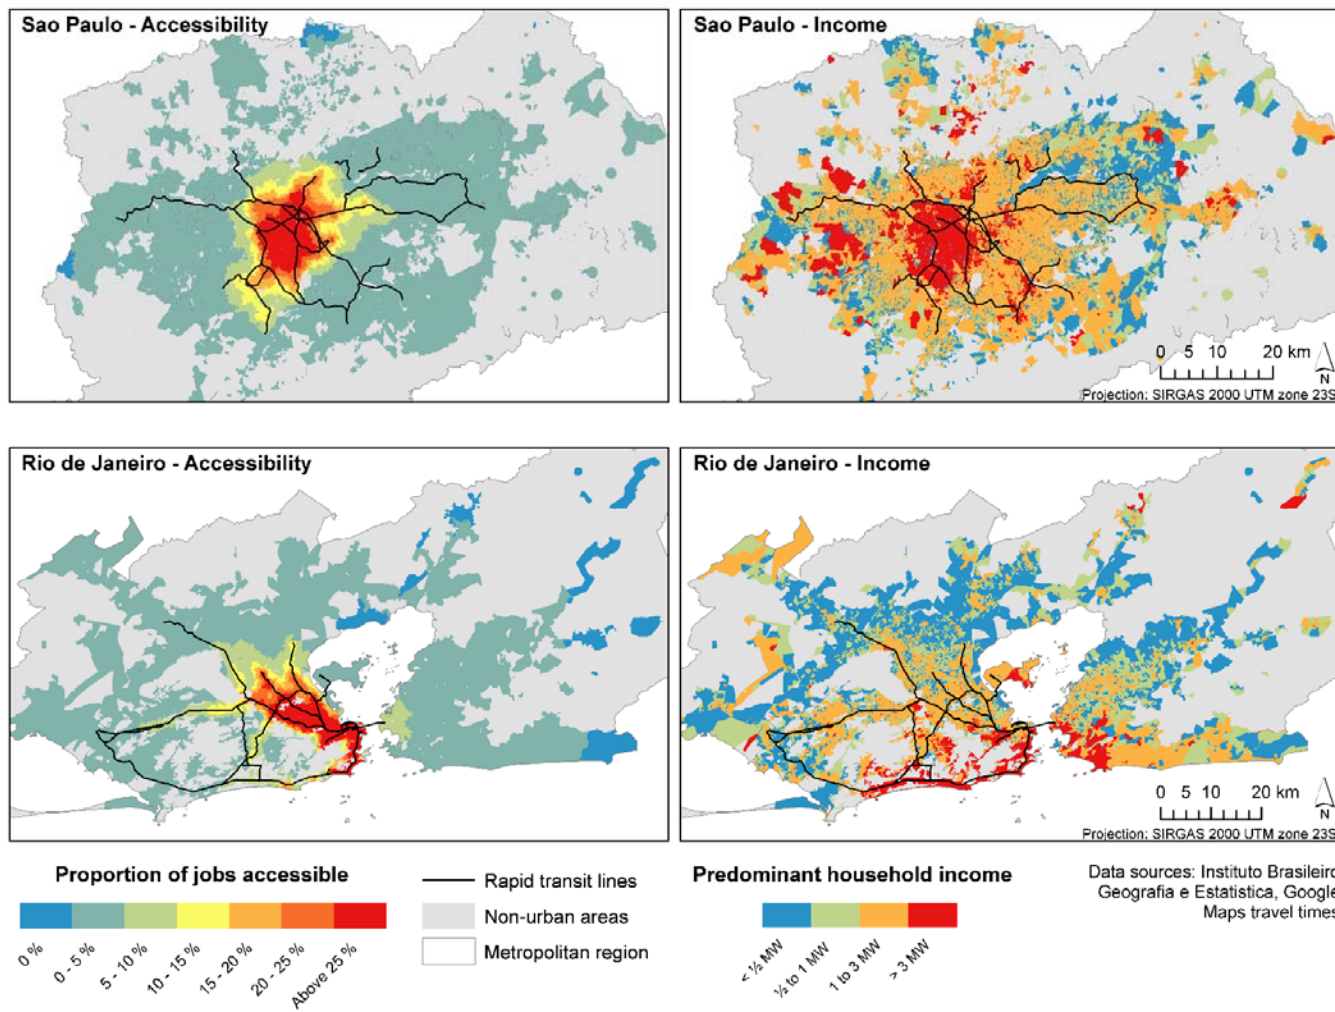 Sao Paulo - Accessibility
Sao Paulo - Income
0 5 10 20 km
N
Projection: SIRGAS 2000 UTM zone 23S
Rio de Janeiro - Accessibility
Rio de Janeiro - Income
0 5 10 20 km
N
Projection: SIRGAS 2000 UTM zone 23S
Proportion of jobs accessible
0 %
0 - 5 %
5 - 10 %
10 - 15 %
15 - 20 %
20 - 25 %
Above 25 %
Rapid transit lines
Non-urban areas
Metropolitan region
Predominant household income
< ½ MW
½ to 1 MW
1 to 3 MW
> 3 MW
Data sources: Instituto Brasileiro
Geografia e Estatistica, Google
Maps travel times